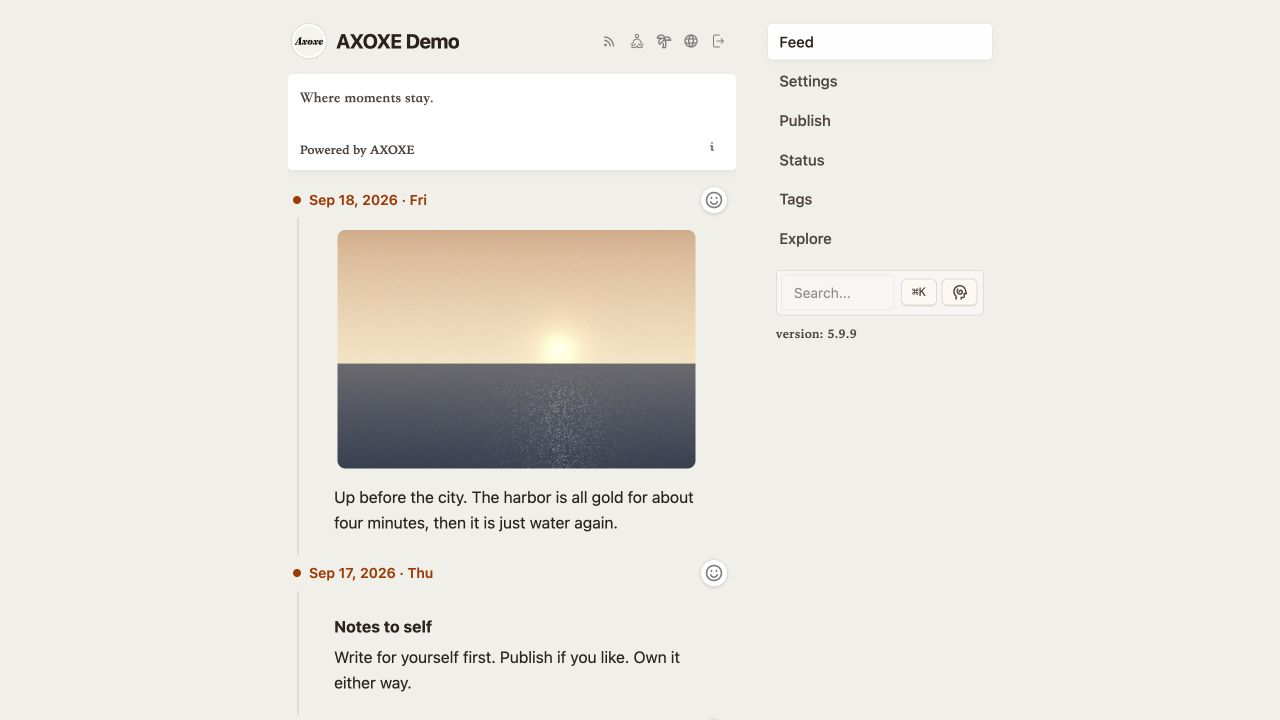 Axoxe
AXOXE Demo
Where moments stay.
Powered by AXOXE
i
Sep 18, 2026 · Fri
Up before the city. The harbor is all gold for about
four minutes, then it is just water again.
Sep 17, 2026 · Thu
Notes to self
Write for yourself first. Publish if you like. Own it
either way.
Feed
Settings
Publish
Status
Tags
Explore
Search...
⌘K
version: 5.9.9